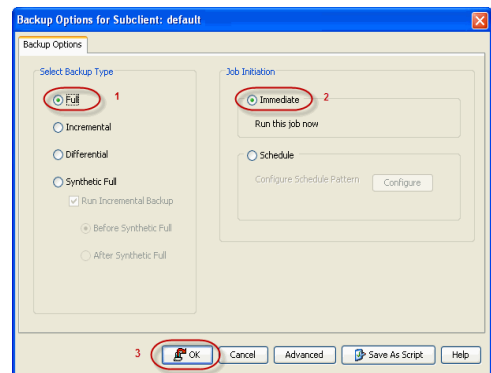 Backup Options for Subclient: default
Backup Options
Select Backup Type
Full
1
Incremental
Differential
Synthetic Full
Run Incremental Backup
Before Synthetic Full
After Synthetic Full
Job Initiation
Immediate
2
Run this job now
Schedule
Configure Schedule Pattern
Configure
3
OK
Cancel
Advanced
Save As Script
Help